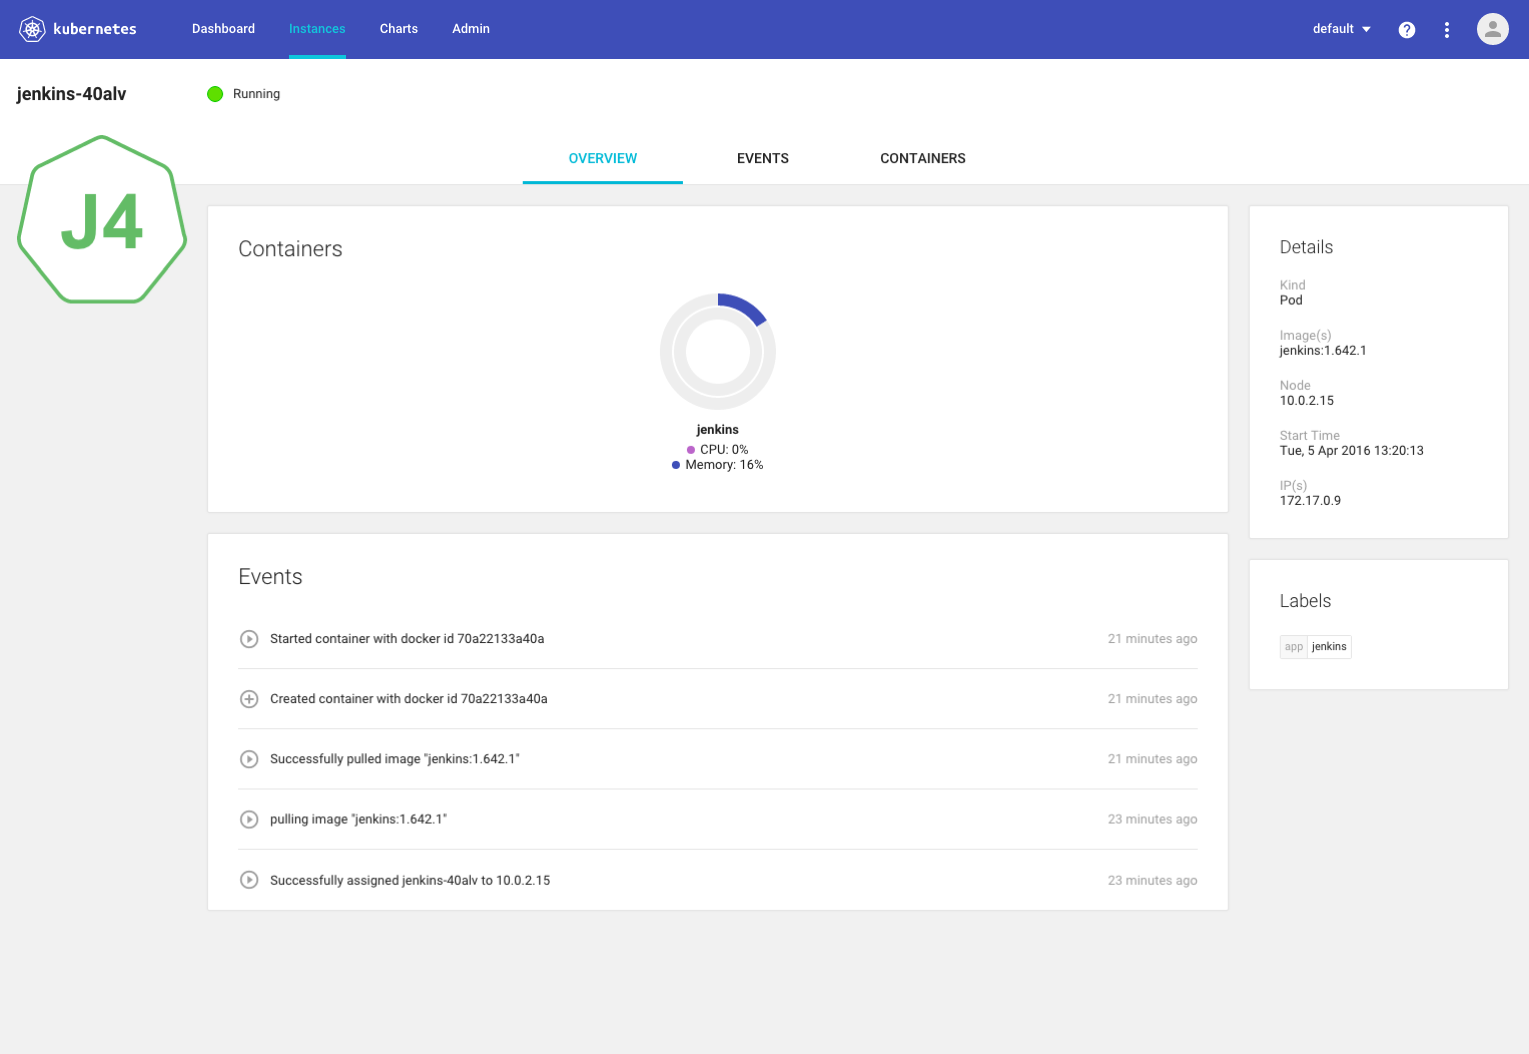 kubernetes
Dashboard
Instances
Charts
Admin
default
jenkins-40alv
Running
J4
OVERVIEW
EVENTS
CONTAINERS
Containers
jenkins
CPU: 0%
Memory: 16%
Events
Started container with docker id 70a22133a40a
21 minutes ago
Created container with docker id 70a22133a40a
21 minutes ago
Successfully pulled image "jenkins:1.642.1"
21 minutes ago
pulling image "jenkins:1.642.1"
23 minutes ago
Successfully assigned jenkins-40alv to 10.0.2.15
23 minutes ago
Details
Kind
Pod
Image(s)
jenkins:1.642.1
Node
10.0.2.15
Start Time
Tue, 5 Apr 2016 13:20:13
IP(s)
172.17.0.9
Labels
app jenkins